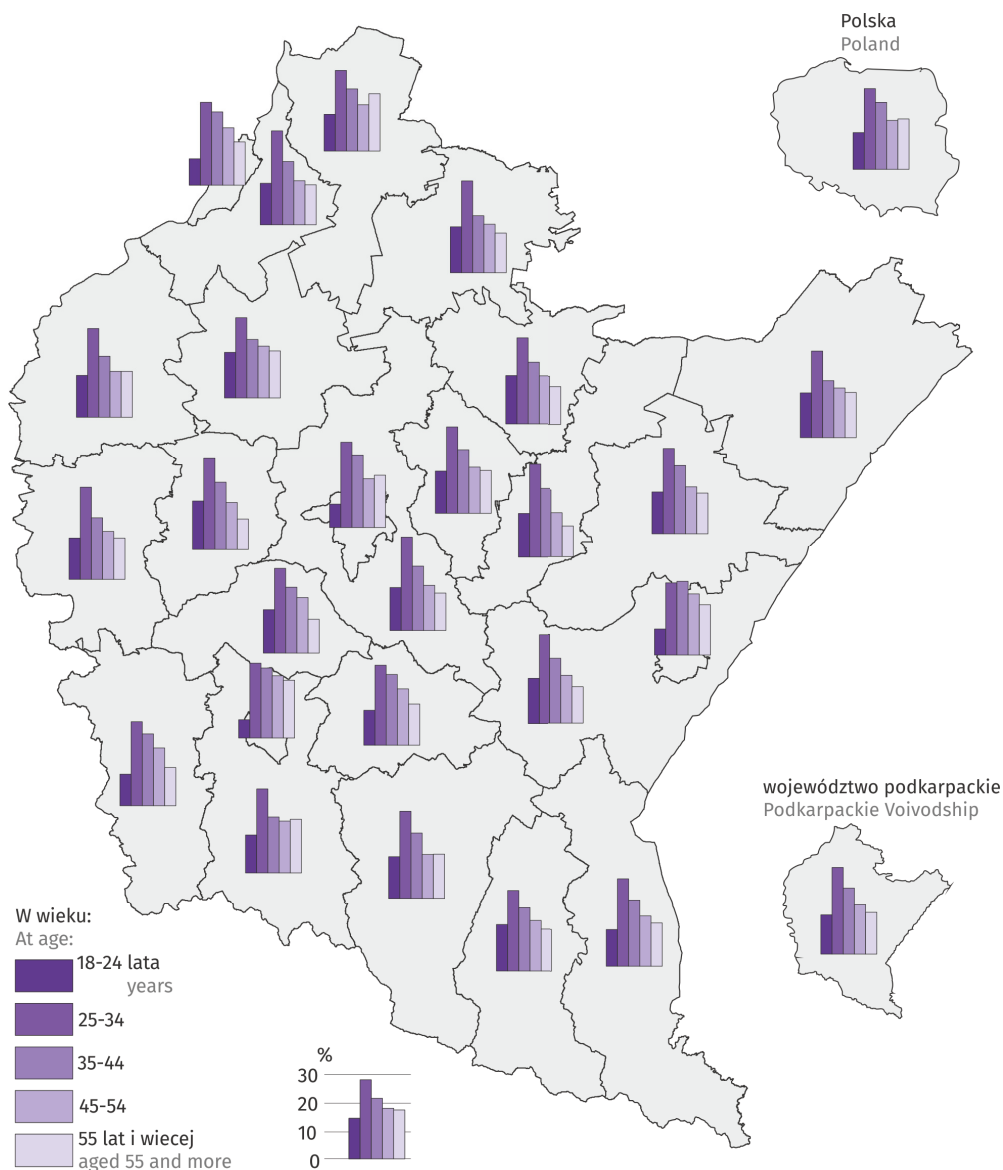 Polska
Poland
województwo podkarpackie
Podkarpackie Voivodship
W wieku:
At age:
18-24 lata
years
25-34
35-44
45-54
55 lat i wiecej
aged 55 and more
%
30
20
10
0